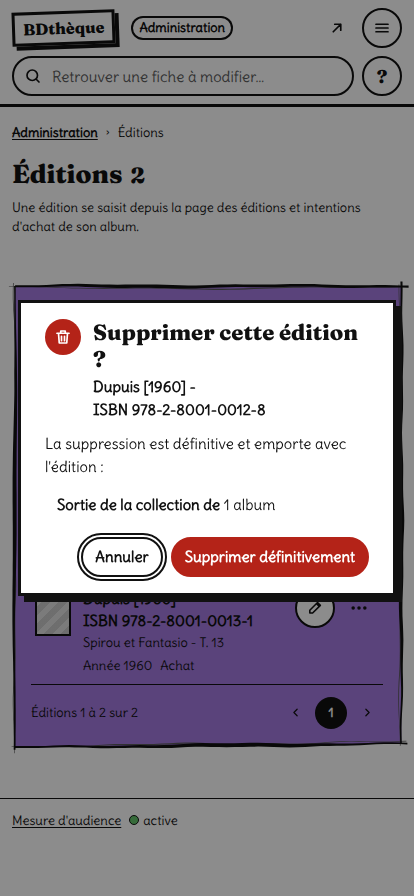 BDthèque
Administration
Retrouver une fiche à modifier...
?
Administration › Éditions
Éditions 2
Une édition se saisit depuis la page des éditions et intentions
d'achat de son album.
Supprimer cette édition
?
Dupuis [1960] -
ISBN 978-2-8001-0012-8
La suppression est définitive et emporte avec
l'édition :
Sortie de la collection de 1 album
Annuler
Supprimer définitivement
Dupuis [1960] -
ISBN 978-2-8001-0013-1
Spirou et Fantasio - T. 13
Année 1960 Achat
Éditions 1 à 2 sur 2
‹ 1 ›
Mesure d'audience active